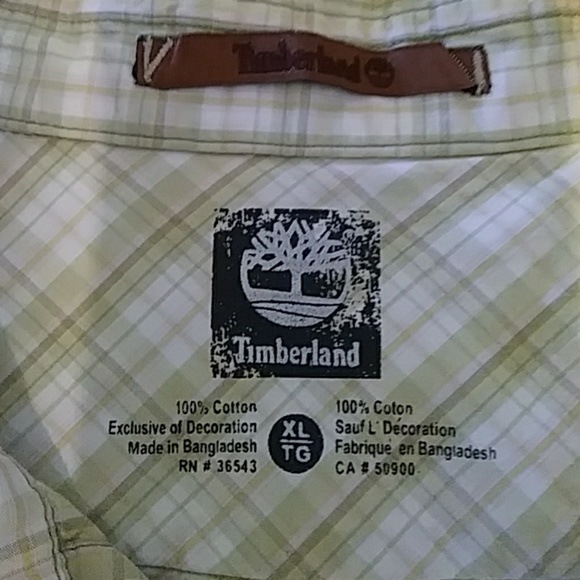 Timberland
Timberland
100% Cotton
Exclusive of Decoration
Made in Bangladesh
RN # 36543
XL
TG
100% Coton
Sauf L' Decoration
Fabriqué en Bangladesh
CA # 50900